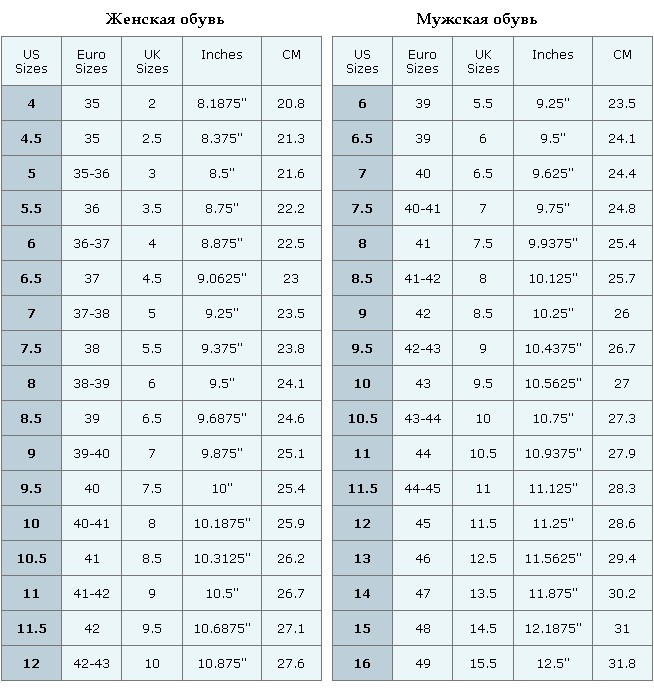 Женская обувь Мужская обувь
US Euro UK Inches CM US Euro UK Inches CM
Sizes Sizes Sizes Sizes Sizes Sizes
4 35 2 8.1875" 20.8 6 39 5.5 9.25" 23.5
4.5 35 2.5 8.375" 21.3 6.5 39 6 9.5" 24.1
5 35-36 3 8.5" 21.6 7 40 6.5 9.625" 24.4
5.5 36 3.5 8.75" 22.2 7.5 40-41 7 9.75" 24.8
6 36-37 4 8.875" 22.5 8 41 7.5 9.9375" 25.4
6.5 37 4.5 9.0625" 23 8.5 41-42 8 10.125" 25.7
7 37-38 5 9.25" 23.5 9 42 8.5 10.25" 26
7.5 38 5.5 9.375" 23.8 9.5 42-43 9 10.4375" 26.7
8 38-39 6 9.5" 24.1 10 43 9.5 10.5625" 27
8.5 39 6.5 9.6875" 24.6 10.5 43-44 10 10.75" 27.3
9 39-40 7 9.875" 25.1 11 44 10.5 10.9375" 27.9
9.5 40 7.5 10" 25.4 11.5 44-45 11 11.125" 28.3
10 40-41 8 10.1875" 25.9 12 45 11.5 11.25" 28.6
10.5 41 8.5 10.3125" 26.2 13 46 12.5 11.5625" 29.4
11 41-42 9 10.5" 26.7 14 47 13.5 11.875" 30.2
11.5 42 9.5 10.6875" 27.1 15 48 14.5 12.1875" 31
12 42-43 10 10.875" 27.6 16 49 15.5 12.5" 31.8